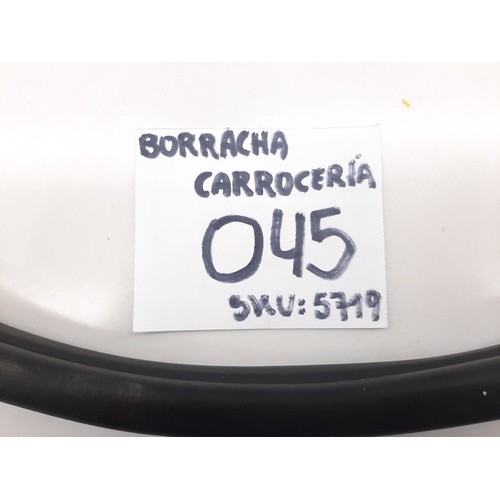 BORRACHA
CARROCERÍA
045
SKU: 5719